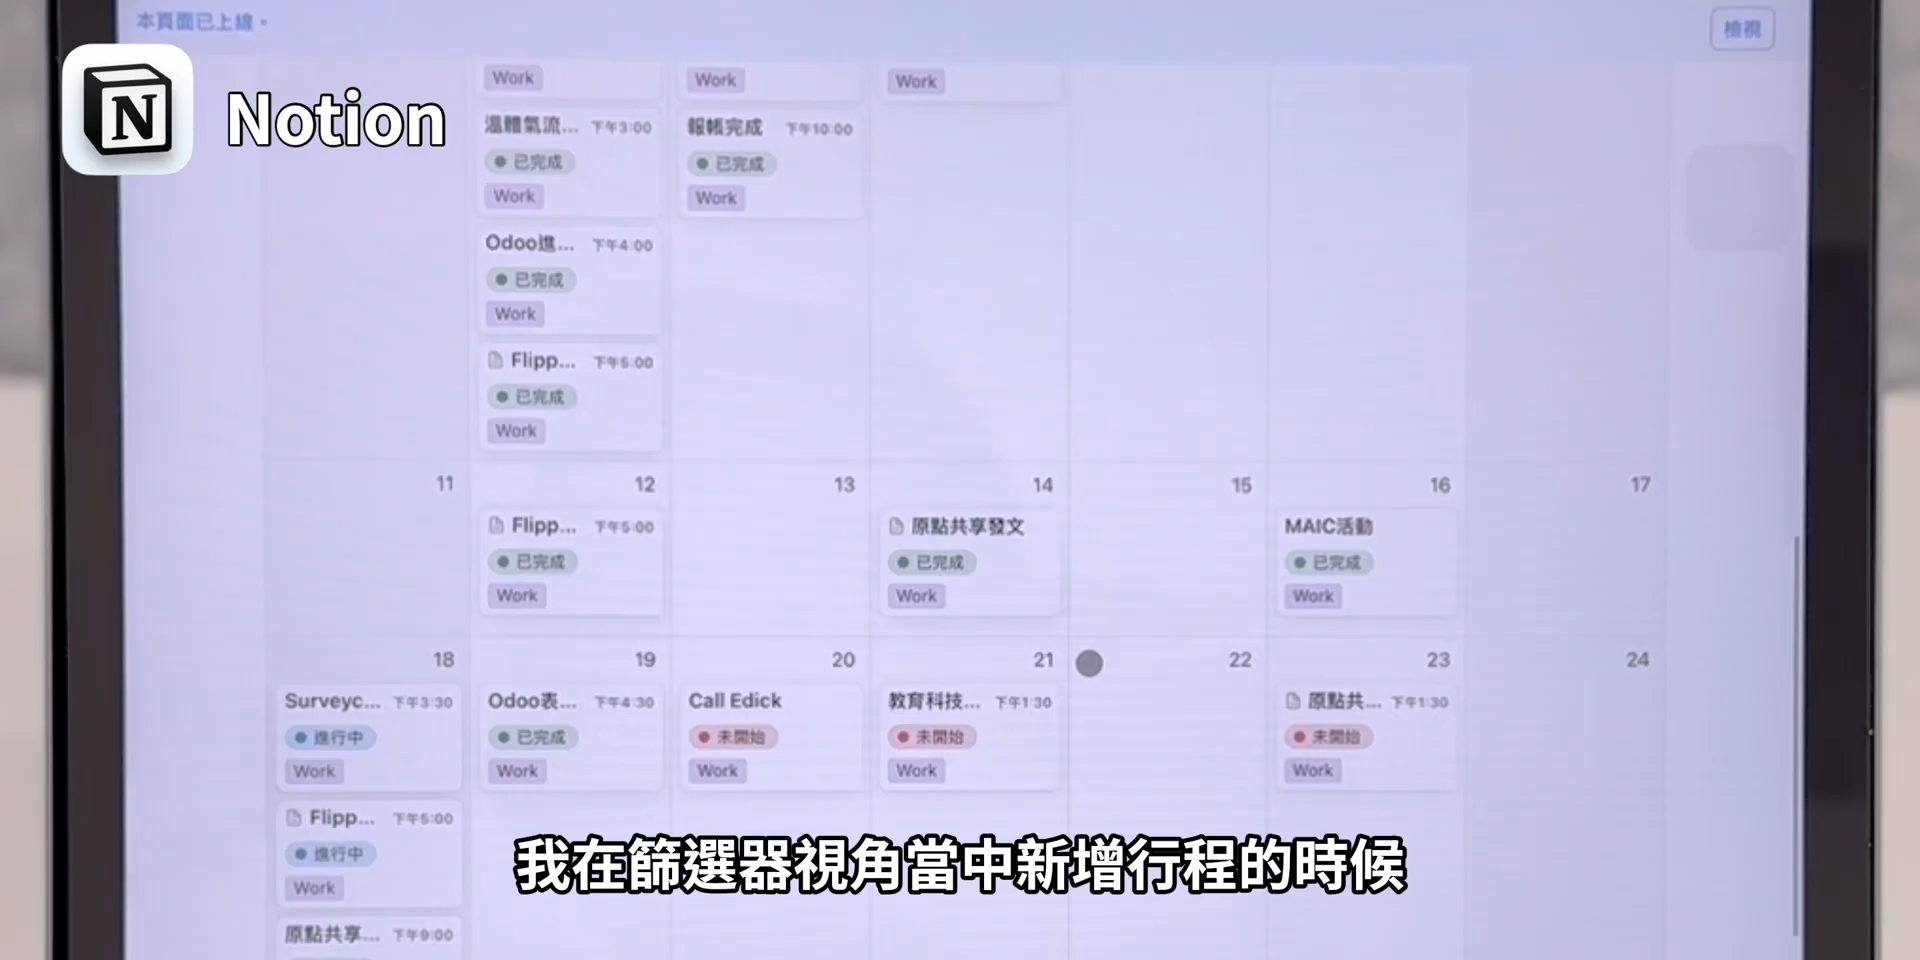 本頁面已上線。
檢視
Notion
Work
Work
Work
溫體氣流... 下午3:00
已完成
Work
報帳完成 下午10:00
已完成
Work
Odoo進... 下午4:00
已完成
Work
Flipp... 下午5:00
已完成
Work
11 12 13 14 15 16 17
Flipp... 下午5:00
已完成
Work
原點共享發文
已完成
Work
MAIC活動
已完成
Work
18 19 20 21 22 23 24
Surveyc... 下午3:30
進行中
Work
Odoo表... 下午4:30
已完成
Work
Call Edick
未開始
Work
教育科技... 下午1:30
未開始
Work
原點共... 下午1:30
未開始
Work
Flipp... 下午5:00
進行中
Work
原點共享... 下午9:00
我在篩選器視角當中新增行程的時候